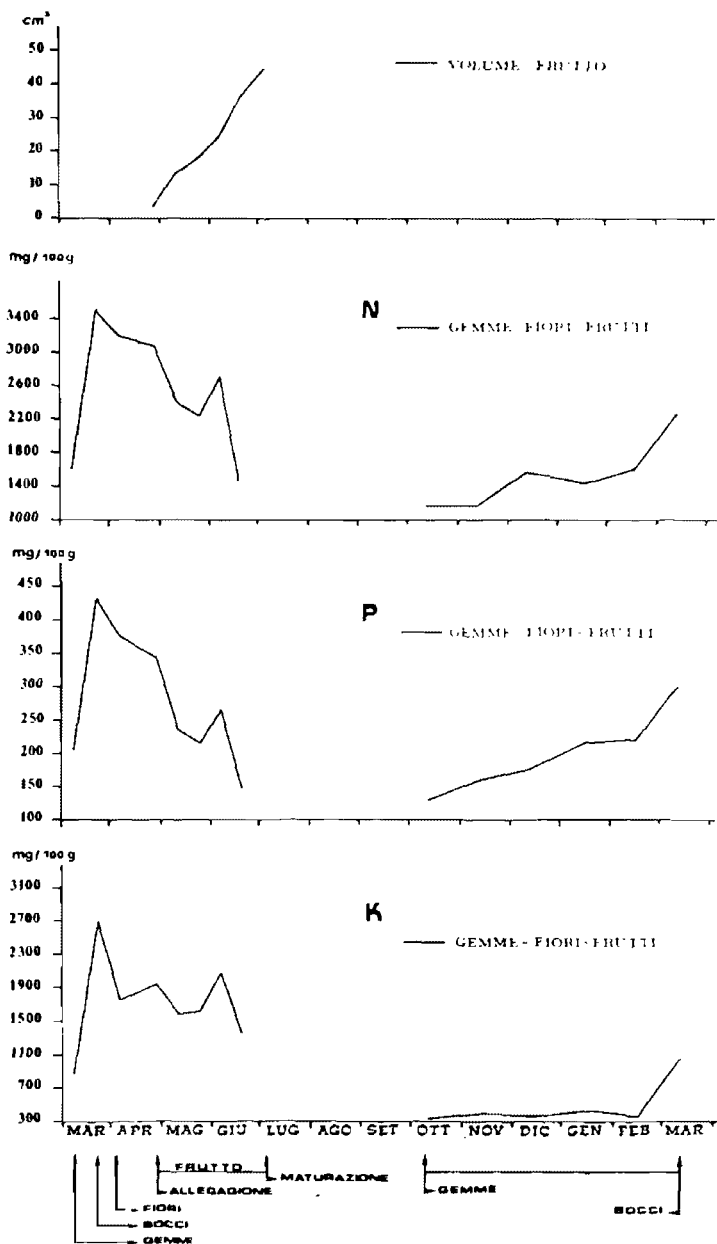 cm³
50
40
30
20
10
0
VOLUME FRUTTO
mg/100g
3400
3000
2600
2200
1800
1400
1000
N
GEMME-FIORI-FRUTTI
mg/100g
450
400
350
300
250
200
150
100
P
GEMME-FIORI-FRUTTI
mg/100g
3100
2700
2300
1900
1500
1100
700
300
K
GEMME-FIORI-FRUTTI
MAR APR MAG GIU LUG AGO SET OTT NOV DIC GEN FEB MAR
FRUTTO
MATURAZIONE
ALLEGAGIONE
GEMME
FIORI
BOCCI
BOCCI
GEMME